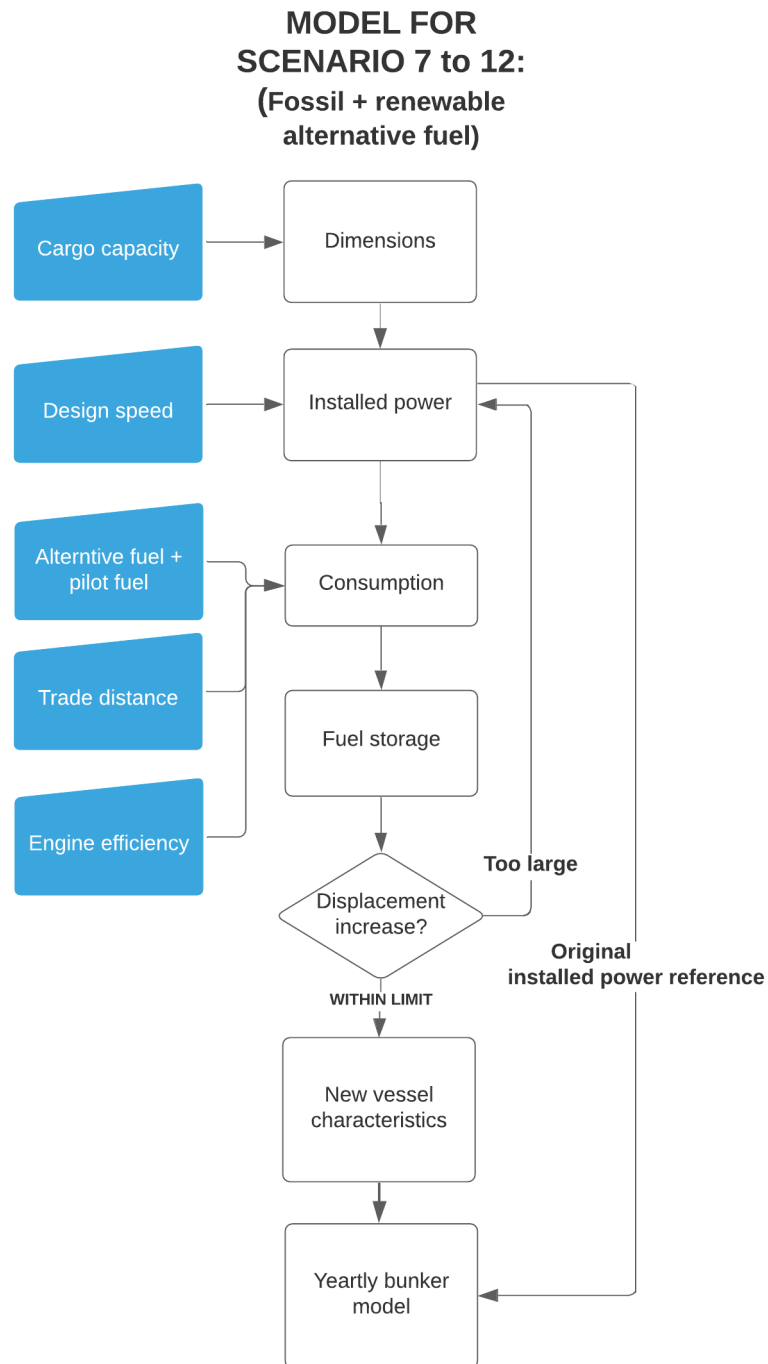 MODEL FOR
SCENARIO 7 to 12:
(Fossil + renewable
alternative fuel)
Cargo capacity
Dimensions
Design speed
Installed power
Alterntive fuel +
pilot fuel
Consumption
Trade distance
Fuel storage
Engine efficiency
Too large
Displacement
increase?
Original
installed power reference
WITHIN LIMIT
New vessel
characteristics
Yeartly bunker
model